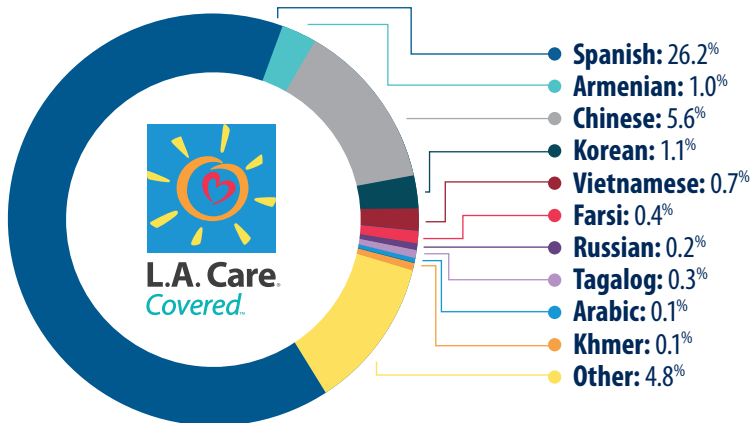 Spanish: 26.2%
Armenian: 1.0%
Chinese: 5.6%
Korean: 1.1%
Vietnamese: 0.7%
Farsi: 0.4%
Russian: 0.2%
Tagalog: 0.3%
Arabic: 0.1%
Khmer: 0.1%
Other: 4.8%
L.A. Care®
Covered™